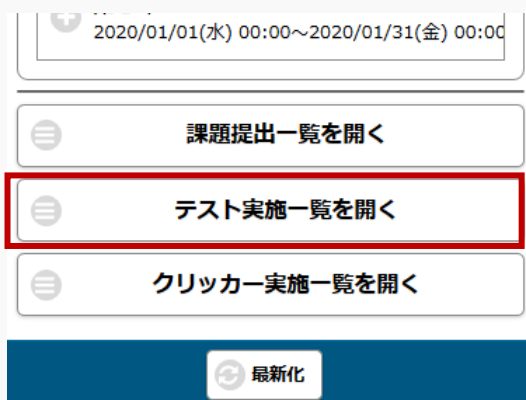 2020/01/01(水) 00:00～2020/01/31(金) 00:00
課題提出一覧を開く
テスト実施一覧を開く
クリッカー実施一覧を開く
最新化